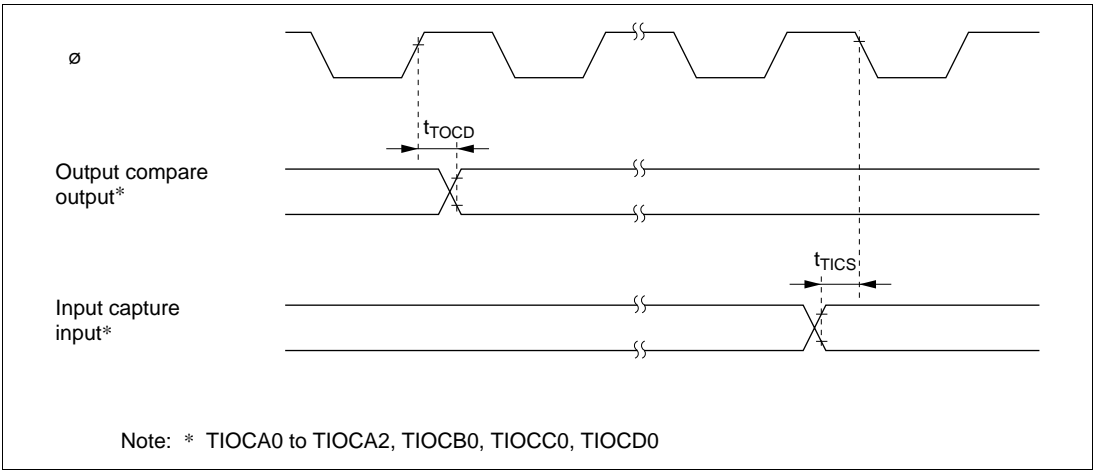 ø
tTOCD
Output compare
output*
tTICS
Input capture
input*
Note: * TIOCA0 to TIOCA2, TIOCB0, TIOCC0, TIOCD0